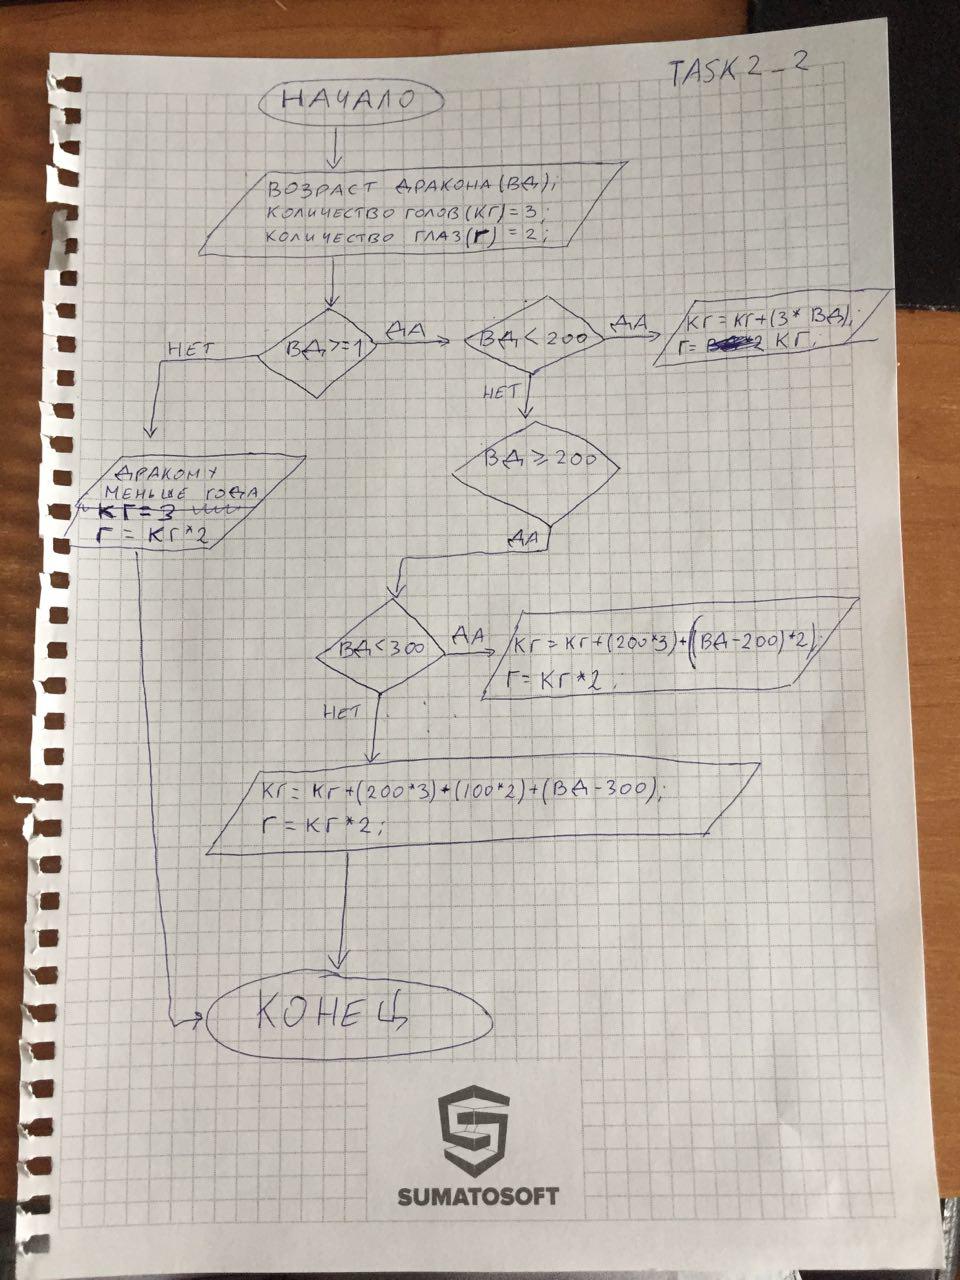 TASK 2_2
НАЧАЛО
ВОЗРАСТ ДРАКОНА (ВД);
КОЛИЧЕСТВО ГОЛОВ (КГ) = 3;
КОЛИЧЕСТВО ГЛАЗ (Г) = 2;
НЕТ
ВД >= 1
ДА
ВД < 200
ДА
КГ = КГ + (3 * ВД);
Г = 2 КГ;
НЕТ
ВД ≥ 200
ДРАКОНУ
МЕНЬШЕ ГОДА
КГ = 3
Г = КГ * 2
ДА
ВД < 300
ДА
КГ = КГ + (200 * 3) + ((ВД - 200) * 2);
Г = КГ * 2;
НЕТ
КГ = КГ + (200 * 3) + (100 * 2) + (ВД - 300);
Г = КГ * 2;
КОНЕЦ
SUMATOSOFT